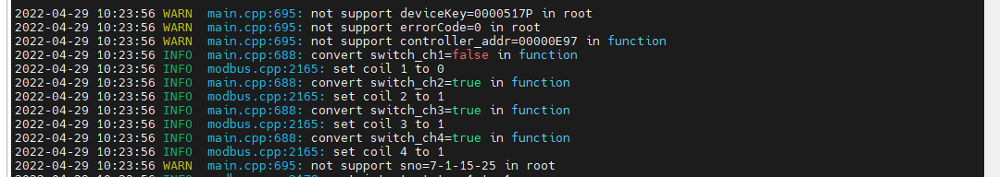 2022-04-29 10:23:56 WARN  main.cpp:695: not support deviceKey=0000517P in root
2022-04-29 10:23:56 WARN  main.cpp:695: not support errorCode=0 in root
2022-04-29 10:23:56 WARN  main.cpp:695: not support controller_addr=00000E97 in function
2022-04-29 10:23:56 INFO  main.cpp:688: convert switch_ch1=false in function
2022-04-29 10:23:56 INFO  modbus.cpp:2165: set coil 1 to 0
2022-04-29 10:23:56 INFO  main.cpp:688: convert switch_ch2=true in function
2022-04-29 10:23:56 INFO  modbus.cpp:2165: set coil 2 to 1
2022-04-29 10:23:56 INFO  main.cpp:688: convert switch_ch3=true in function
2022-04-29 10:23:56 INFO  modbus.cpp:2165: set coil 3 to 1
2022-04-29 10:23:56 INFO  main.cpp:688: convert switch_ch4=true in function
2022-04-29 10:23:56 INFO  modbus.cpp:2165: set coil 4 to 1
2022-04-29 10:23:56 WARN  main.cpp:695: not support sno=7-1-15-25 in root